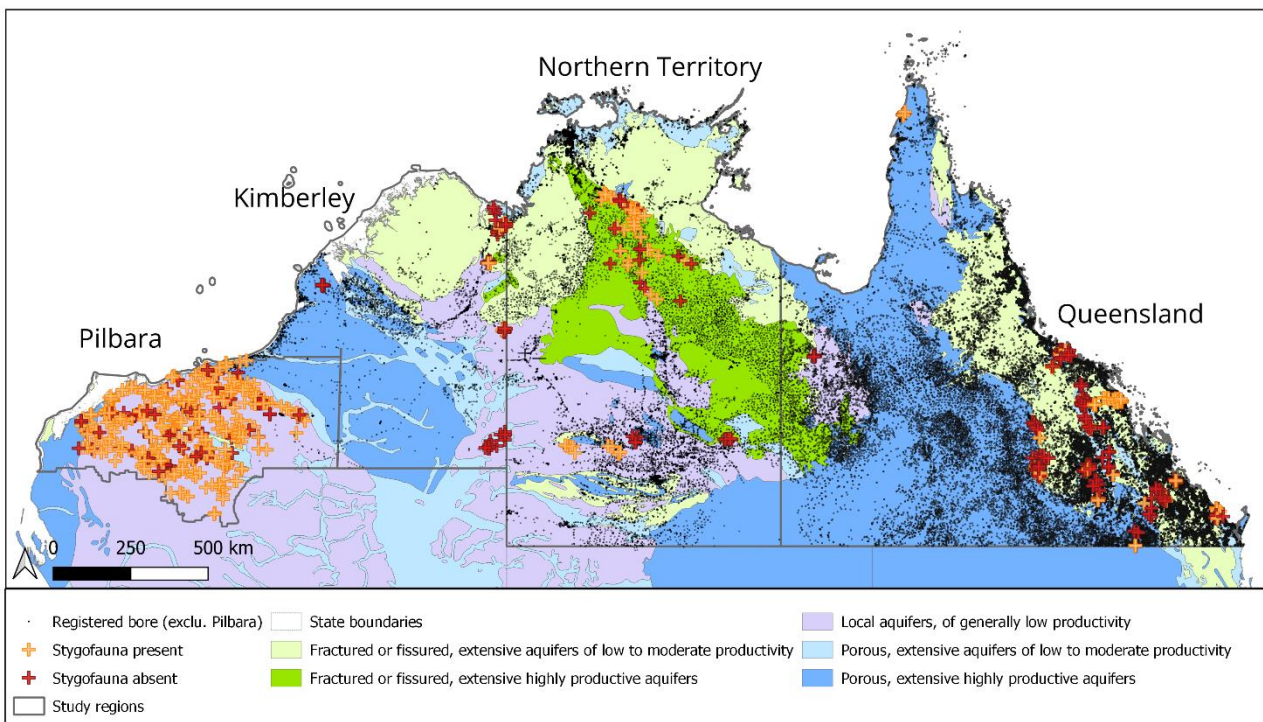 Northern Territory
Kimberley
Queensland
Pilbara
0 250 500 km
Registered bore (exclu. Pilbara)
Stygofauna present
Stygofauna absent
Study regions
State boundaries
Fractured or fissured, extensive aquifers of low to moderate productivity
Fractured or fissured, extensive highly productive aquifers
Local aquifers, of generally low productivity
Porous, extensive aquifers of low to moderate productivity
Porous, extensive highly productive aquifers